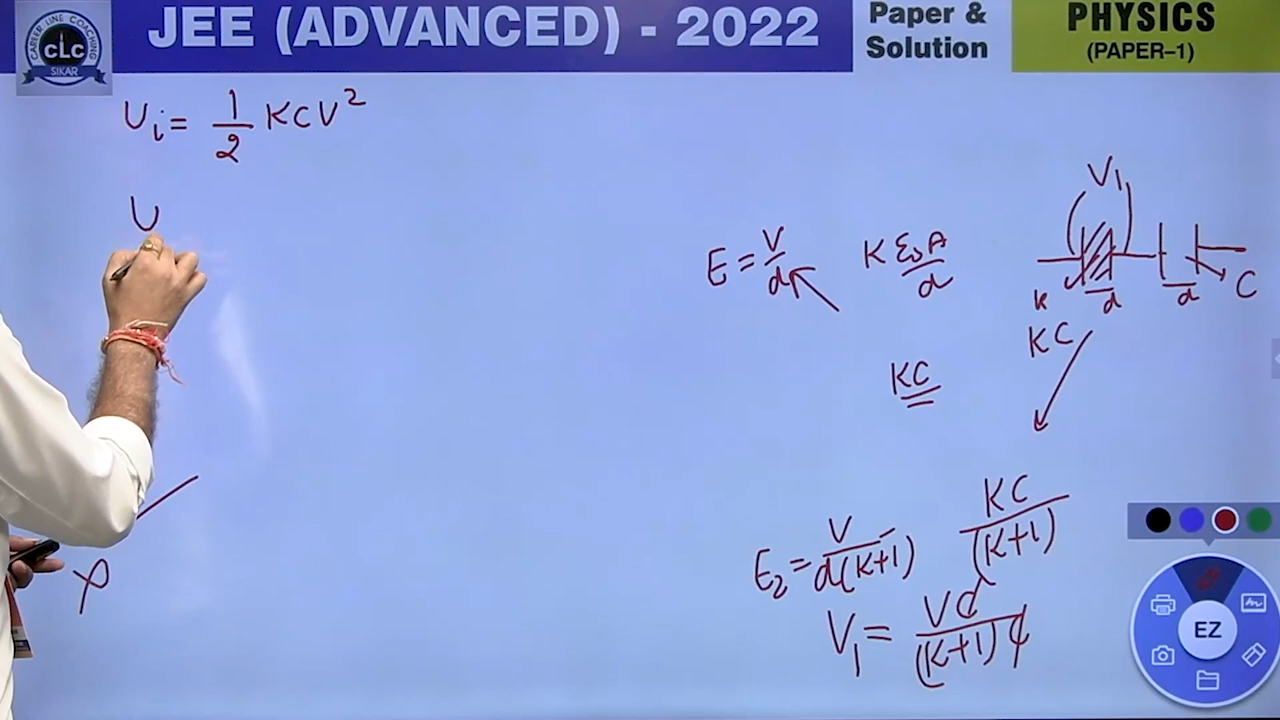 CAREER LINE COACHING
CLC
SIKAR
JEE (ADVANCED) - 2022
Paper &
Solution
PHYSICS
(PAPER–1)
Ui = 1/2 KCV²
U
E = V/d
K ε₀A/d
KC
V₁
K
d
d
C
KC
E₂ = V/d(K+1)
KC/(K+1)
V₁ = VC/(K+1)C
EZ